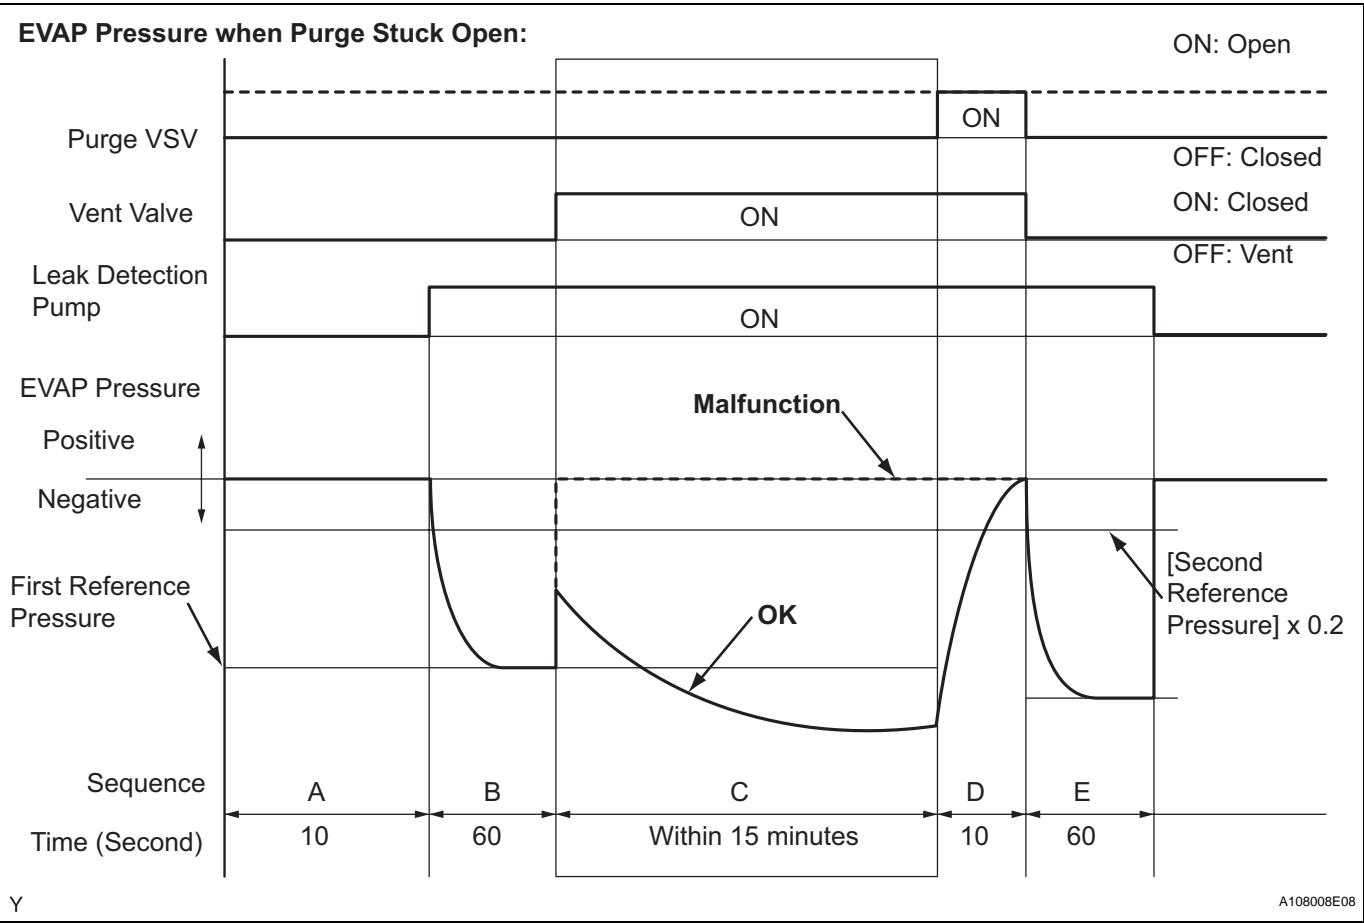 EVAP Pressure when Purge Stuck Open:
ON: Open
ON
Purge VSV
OFF: Closed
Vent Valve
ON
ON: Closed
OFF: Vent
Leak Detection
Pump
ON
EVAP Pressure
Malfunction
Positive
Negative
First Reference
Pressure
OK
[Second
Reference
Pressure] x 0.2
Sequence
A
B
C
D
E
Time (Second)
10
60
Within 15 minutes
10
60
Y
A108008E08